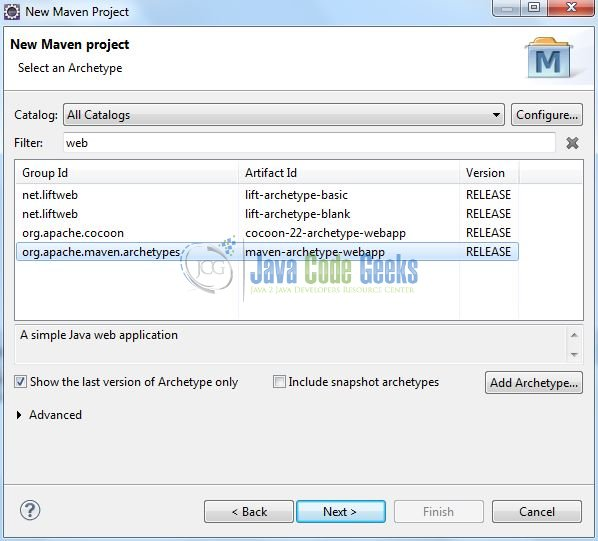 New Maven Project
New Maven project
Select an Archetype
M
Catalog: All Catalogs Configure...
Filter: web
Group Id Artifact Id Version
net.liftweb lift-archetype-basic RELEASE
net.liftweb lift-archetype-blank RELEASE
org.apache.cocoon cocoon-22-archetype-webapp RELEASE
org.apache.maven.archetypes maven-archetype-webapp RELEASE
JCG Java Code Geeks
Java 2 Java Developers Resource Center
A simple Java web application
Show the last version of Archetype only Include snapshot archetypes Add Archetype...
Advanced
? < Back Next > Finish Cancel